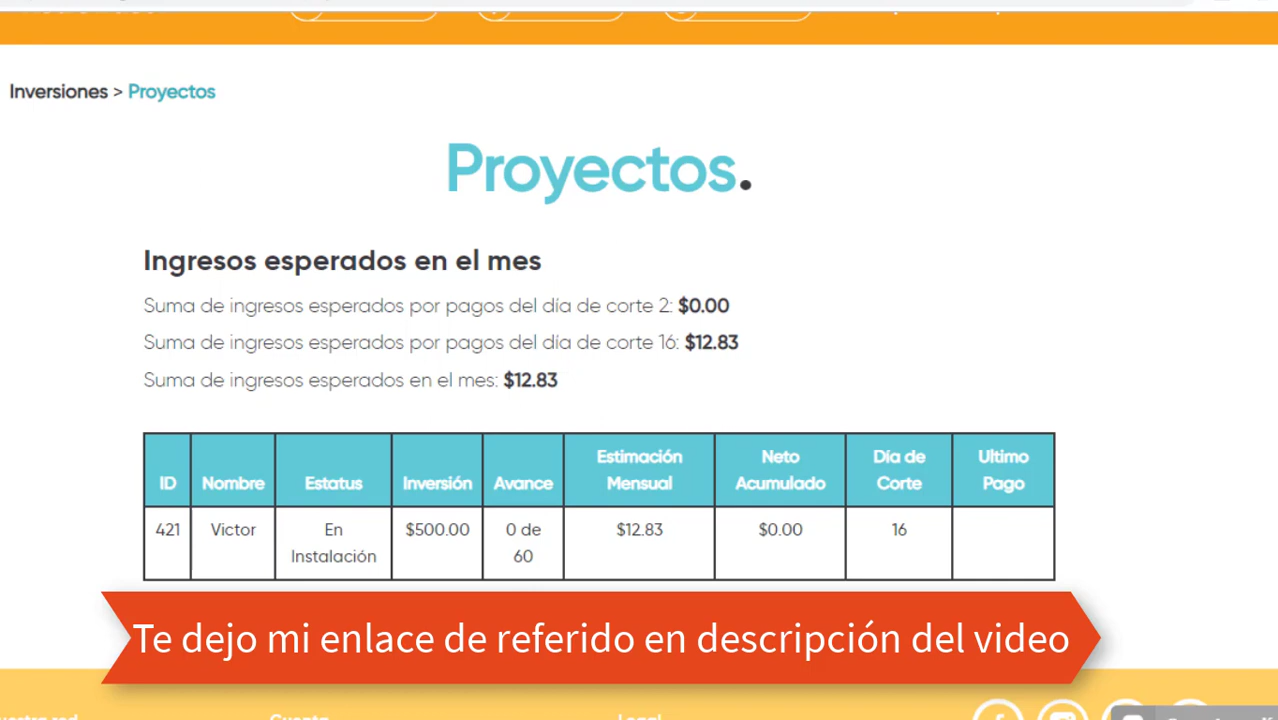 Inversiones > Proyectos
Proyectos.
Ingresos esperados en el mes
Suma de ingresos esperados por pagos del día de corte 2: $0.00
Suma de ingresos esperados por pagos del día de corte 16: $12.83
Suma de ingresos esperados en el mes: $12.83
ID Nombre Estatus Inversión Avance Estimación Mensual Neto Acumulado Día de Corte Ultimo Pago
421 Victor En Instalación $500.00 0 de 60 $12.83 $0.00 16
Te dejo mi enlace de referido en descripción del video